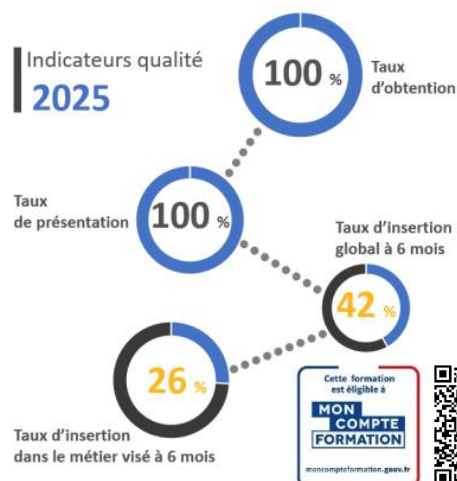 Indicateurs qualité
2025
100 %
Taux
d'obtention
Taux
de présentation
100 %
Taux d'insertion
global à 6 mois
42 %
26 %
Taux d'insertion
dans le métier visé à 6 mois
Cette formation
est éligible à
MON
COMPTE
FORMATION
moncompteformation.gouv.fr